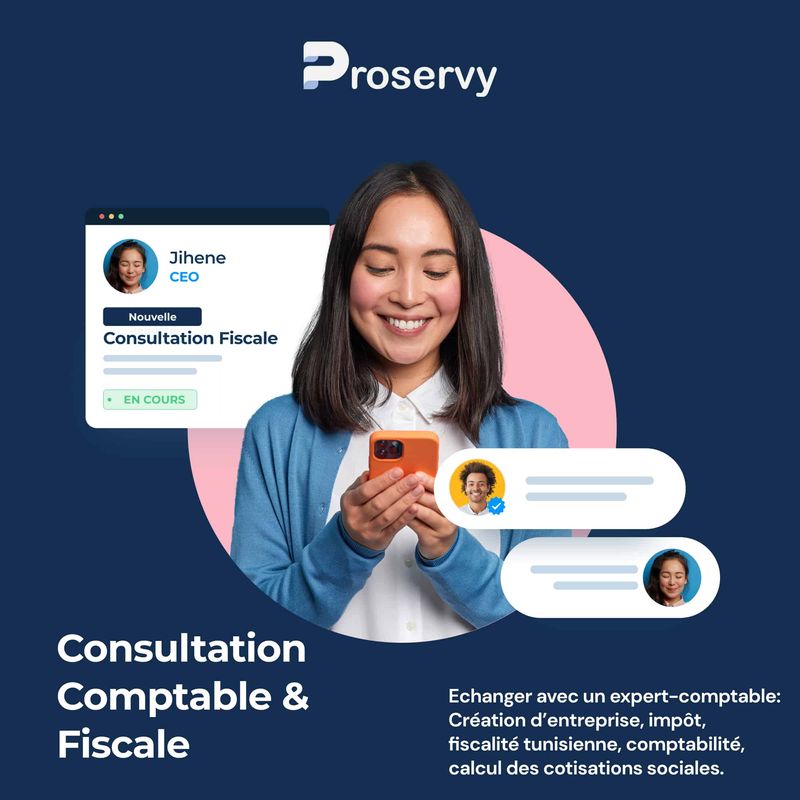 Proservy
Jihene
CEO
Nouvelle
Consultation Fiscale
EN COURS
Consultation
Comptable &
Fiscale
Echanger avec un expert-comptable:
Création d’entreprise, impôt,
fiscalité tunisienne, comptabilité,
calcul des cotisations sociales.